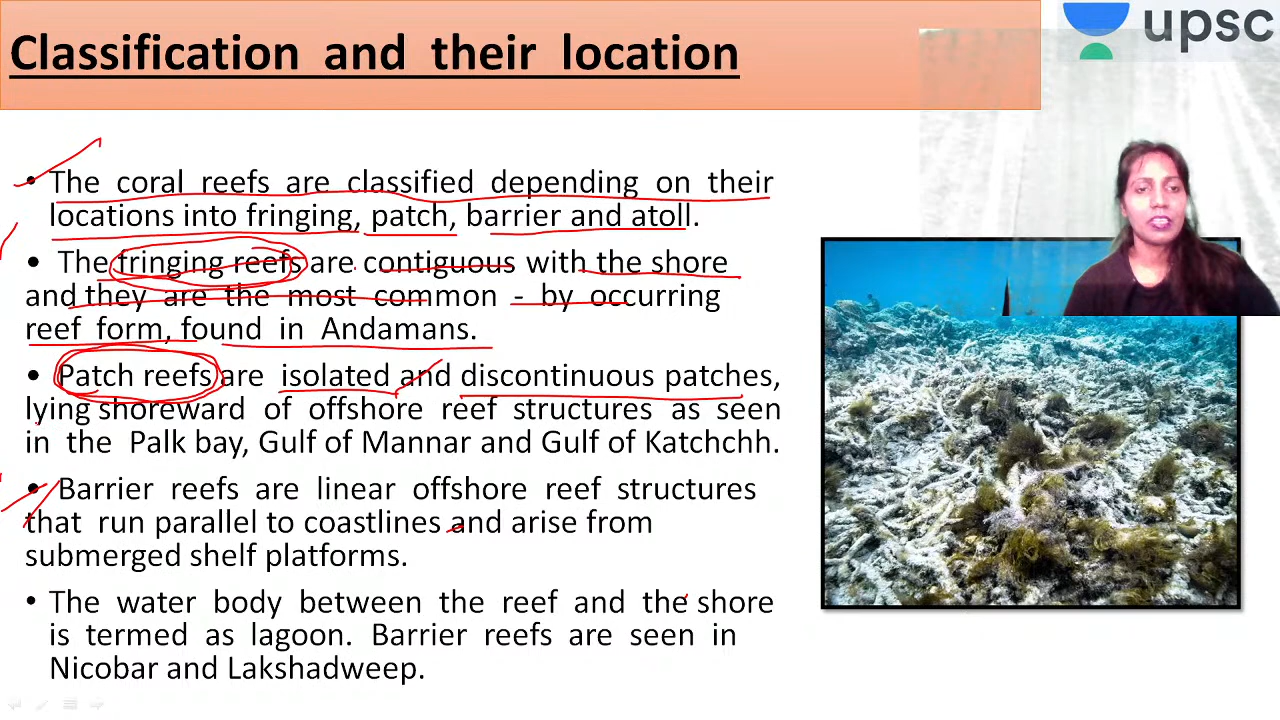 Classification and their location
upsc
• The coral reefs are classified depending on their
locations into fringing, patch, barrier and atoll.
• The fringing reefs are contiguous with the shore
and they are the most common - by occurring
reef form, found in Andamans.
• Patch reefs are isolated and discontinuous patches,
lying shoreward of offshore reef structures as seen
in the Palk bay, Gulf of Mannar and Gulf of Katchchh.
• Barrier reefs are linear offshore reef structures
that run parallel to coastlines and arise from
submerged shelf platforms.
• The water body between the reef and the shore
is termed as lagoon. Barrier reefs are seen in
Nicobar and Lakshadweep.